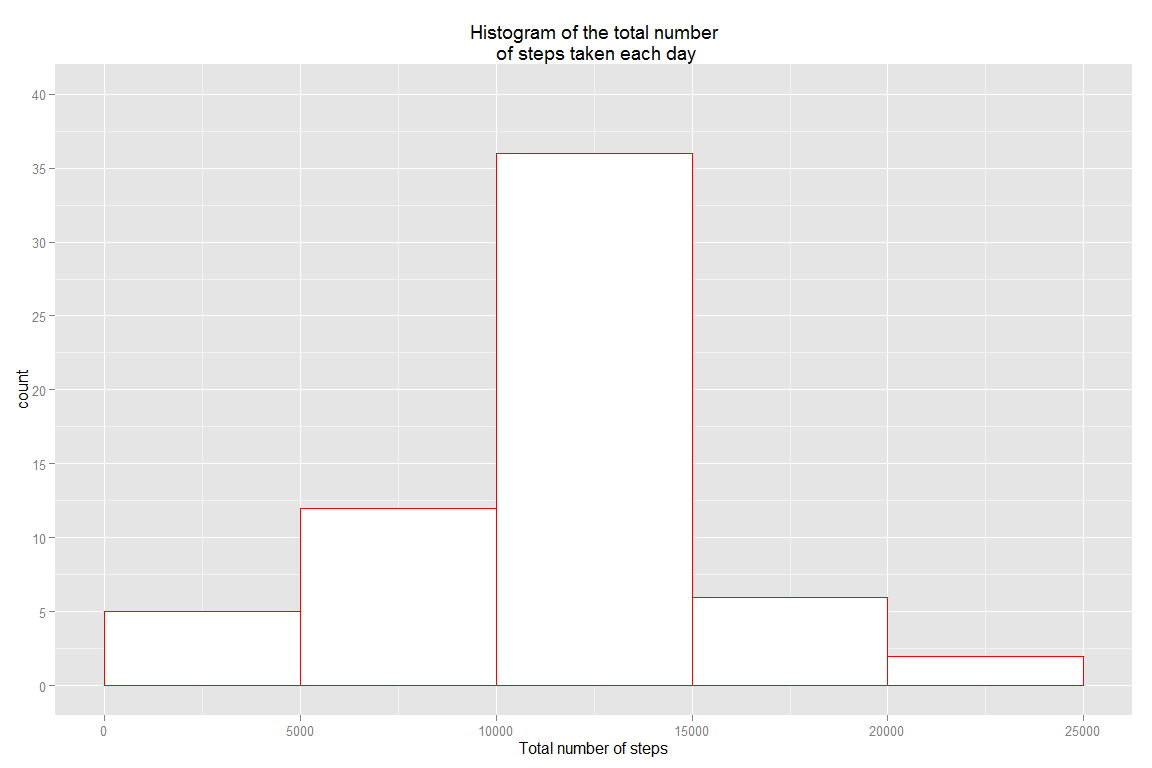 Histogram of the total number
of steps taken each day
40
35
30
25
20
15
10
5
0
count
0 5000 10000 15000 20000 25000
Total number of steps